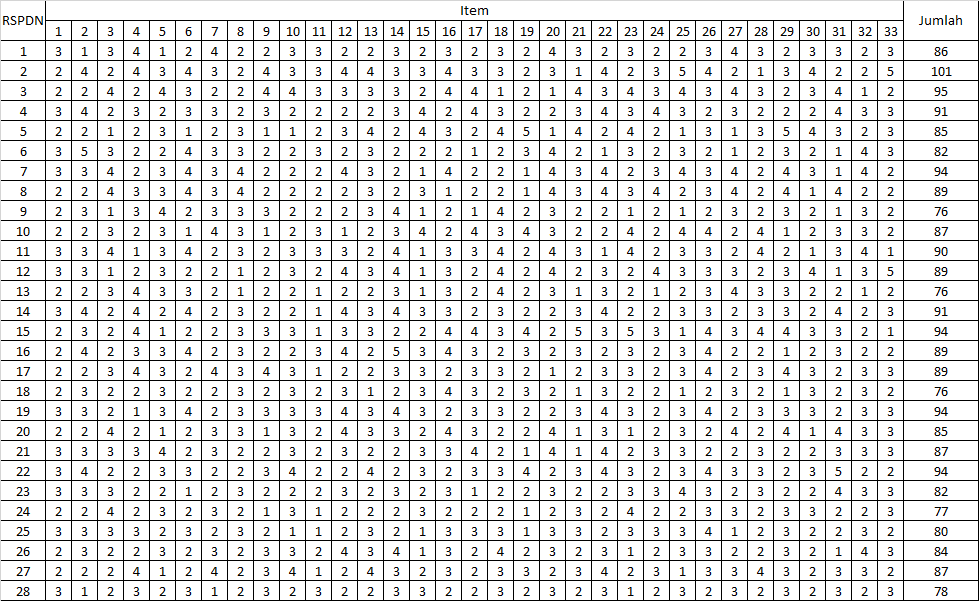 RSPDN Item Jumlah
1 2 3 4 5 6 7 8 9 10 11 12 13 14 15 16 17 18 19 20 21 22 23 24 25 26 27 28 29 30 31 32 33
1 3 1 3 4 1 2 4 2 2 3 3 2 2 3 2 3 2 3 2 4 3 2 3 2 2 3 4 3 2 3 3 2 3 86
2 2 4 2 4 3 4 3 2 4 3 3 4 4 3 3 4 3 3 2 3 1 4 2 3 5 4 2 1 3 4 2 2 5 101
3 2 2 4 2 4 3 2 2 4 4 3 3 3 3 2 4 4 1 2 1 4 3 4 3 4 3 4 3 2 3 4 1 2 95
4 3 4 2 3 2 3 3 2 3 2 2 2 2 3 4 2 4 3 2 2 3 4 3 4 3 2 3 2 2 2 4 3 3 91
5 2 2 1 2 3 1 2 3 1 1 2 3 4 2 4 3 2 4 5 1 4 2 4 2 1 3 1 3 5 4 3 2 3 85
6 3 5 3 2 2 4 3 3 2 2 3 2 3 2 2 2 1 2 3 4 2 1 3 2 3 2 1 2 3 2 1 4 3 82
7 3 3 4 2 3 4 3 4 2 2 2 4 3 2 1 4 2 2 1 4 3 4 2 3 4 3 4 2 4 3 1 4 2 94
8 2 2 4 3 3 4 3 4 2 2 2 2 3 2 3 1 2 2 1 4 3 4 3 4 2 3 4 2 4 1 4 2 2 89
9 2 3 1 3 4 2 3 3 3 2 2 2 3 4 1 2 1 4 2 3 2 2 1 2 1 2 3 2 3 2 1 3 2 76
10 2 2 3 2 3 1 4 3 1 2 3 1 2 3 4 2 4 3 4 3 2 2 4 2 4 4 2 4 1 2 3 3 2 87
11 3 3 4 1 3 4 2 3 2 3 3 3 2 4 1 3 3 4 2 4 3 1 4 2 3 3 2 4 2 1 3 4 1 90
12 3 3 1 2 3 2 2 1 2 3 2 4 3 4 1 3 2 4 2 4 2 3 2 4 3 3 3 2 3 4 1 3 5 89
13 2 2 3 4 3 3 2 1 2 2 1 2 2 3 1 3 2 4 2 3 1 3 2 1 2 3 4 3 3 2 2 1 2 76
14 3 4 2 4 2 4 2 3 2 2 1 4 3 4 3 3 2 3 2 2 3 4 2 2 3 3 2 3 3 2 4 2 3 91
15 2 3 2 4 1 2 2 3 3 3 1 3 3 2 2 4 4 3 4 2 5 3 5 3 1 4 3 4 4 3 3 2 1 94
16 2 4 2 3 3 4 2 3 2 2 3 4 2 5 3 4 3 2 3 2 3 2 3 2 3 4 2 2 1 2 3 2 2 89
17 2 2 3 4 3 2 4 3 4 3 1 2 2 3 3 2 3 3 2 1 2 3 3 2 3 2 3 4 3 2 3 3 2 89
18 2 3 2 2 3 2 2 3 2 2 3 2 3 1 2 3 4 3 2 3 2 1 3 2 2 1 2 3 2 1 3 2 3 2 76
19 3 3 2 1 3 4 2 3 3 3 3 4 3 4 3 2 3 3 2 2 3 4 3 2 3 4 2 3 3 3 2 3 3 94
20 2 2 4 2 1 2 3 3 1 3 2 4 3 3 2 4 3 2 2 4 1 3 1 2 3 2 4 2 4 1 4 3 3 85
21 3 3 3 3 4 2 3 2 2 3 2 3 2 2 3 3 4 2 1 4 1 4 2 3 3 2 2 3 2 2 3 3 3 87
22 3 4 2 2 3 3 2 2 3 4 2 2 4 2 3 2 3 3 4 2 3 4 3 2 3 4 3 3 2 3 5 2 2 94
23 3 3 3 2 2 1 2 3 2 2 2 3 2 3 2 3 1 2 2 3 2 2 3 3 4 3 2 3 2 2 4 3 3 82
24 2 2 4 2 3 2 3 2 1 3 1 2 2 2 3 2 2 2 1 2 3 2 4 2 2 3 3 2 3 3 2 2 3 77
25 3 3 3 3 2 3 2 3 2 1 1 2 3 2 1 3 3 3 1 3 3 2 3 3 3 4 1 2 3 2 2 3 2 80
26 2 3 2 2 3 2 3 2 3 3 2 4 3 4 1 3 2 4 2 3 2 3 1 2 3 3 2 2 3 2 1 4 3 84
27 2 2 2 4 1 2 4 2 3 4 1 2 4 3 2 3 2 3 3 2 2 3 4 2 3 1 3 3 4 3 2 3 3 2 87
28 3 1 2 3 2 3 1 2 3 2 3 2 2 3 3 2 2 3 2 3 2 3 1 2 3 2 3 2 3 2 3 2 3 78